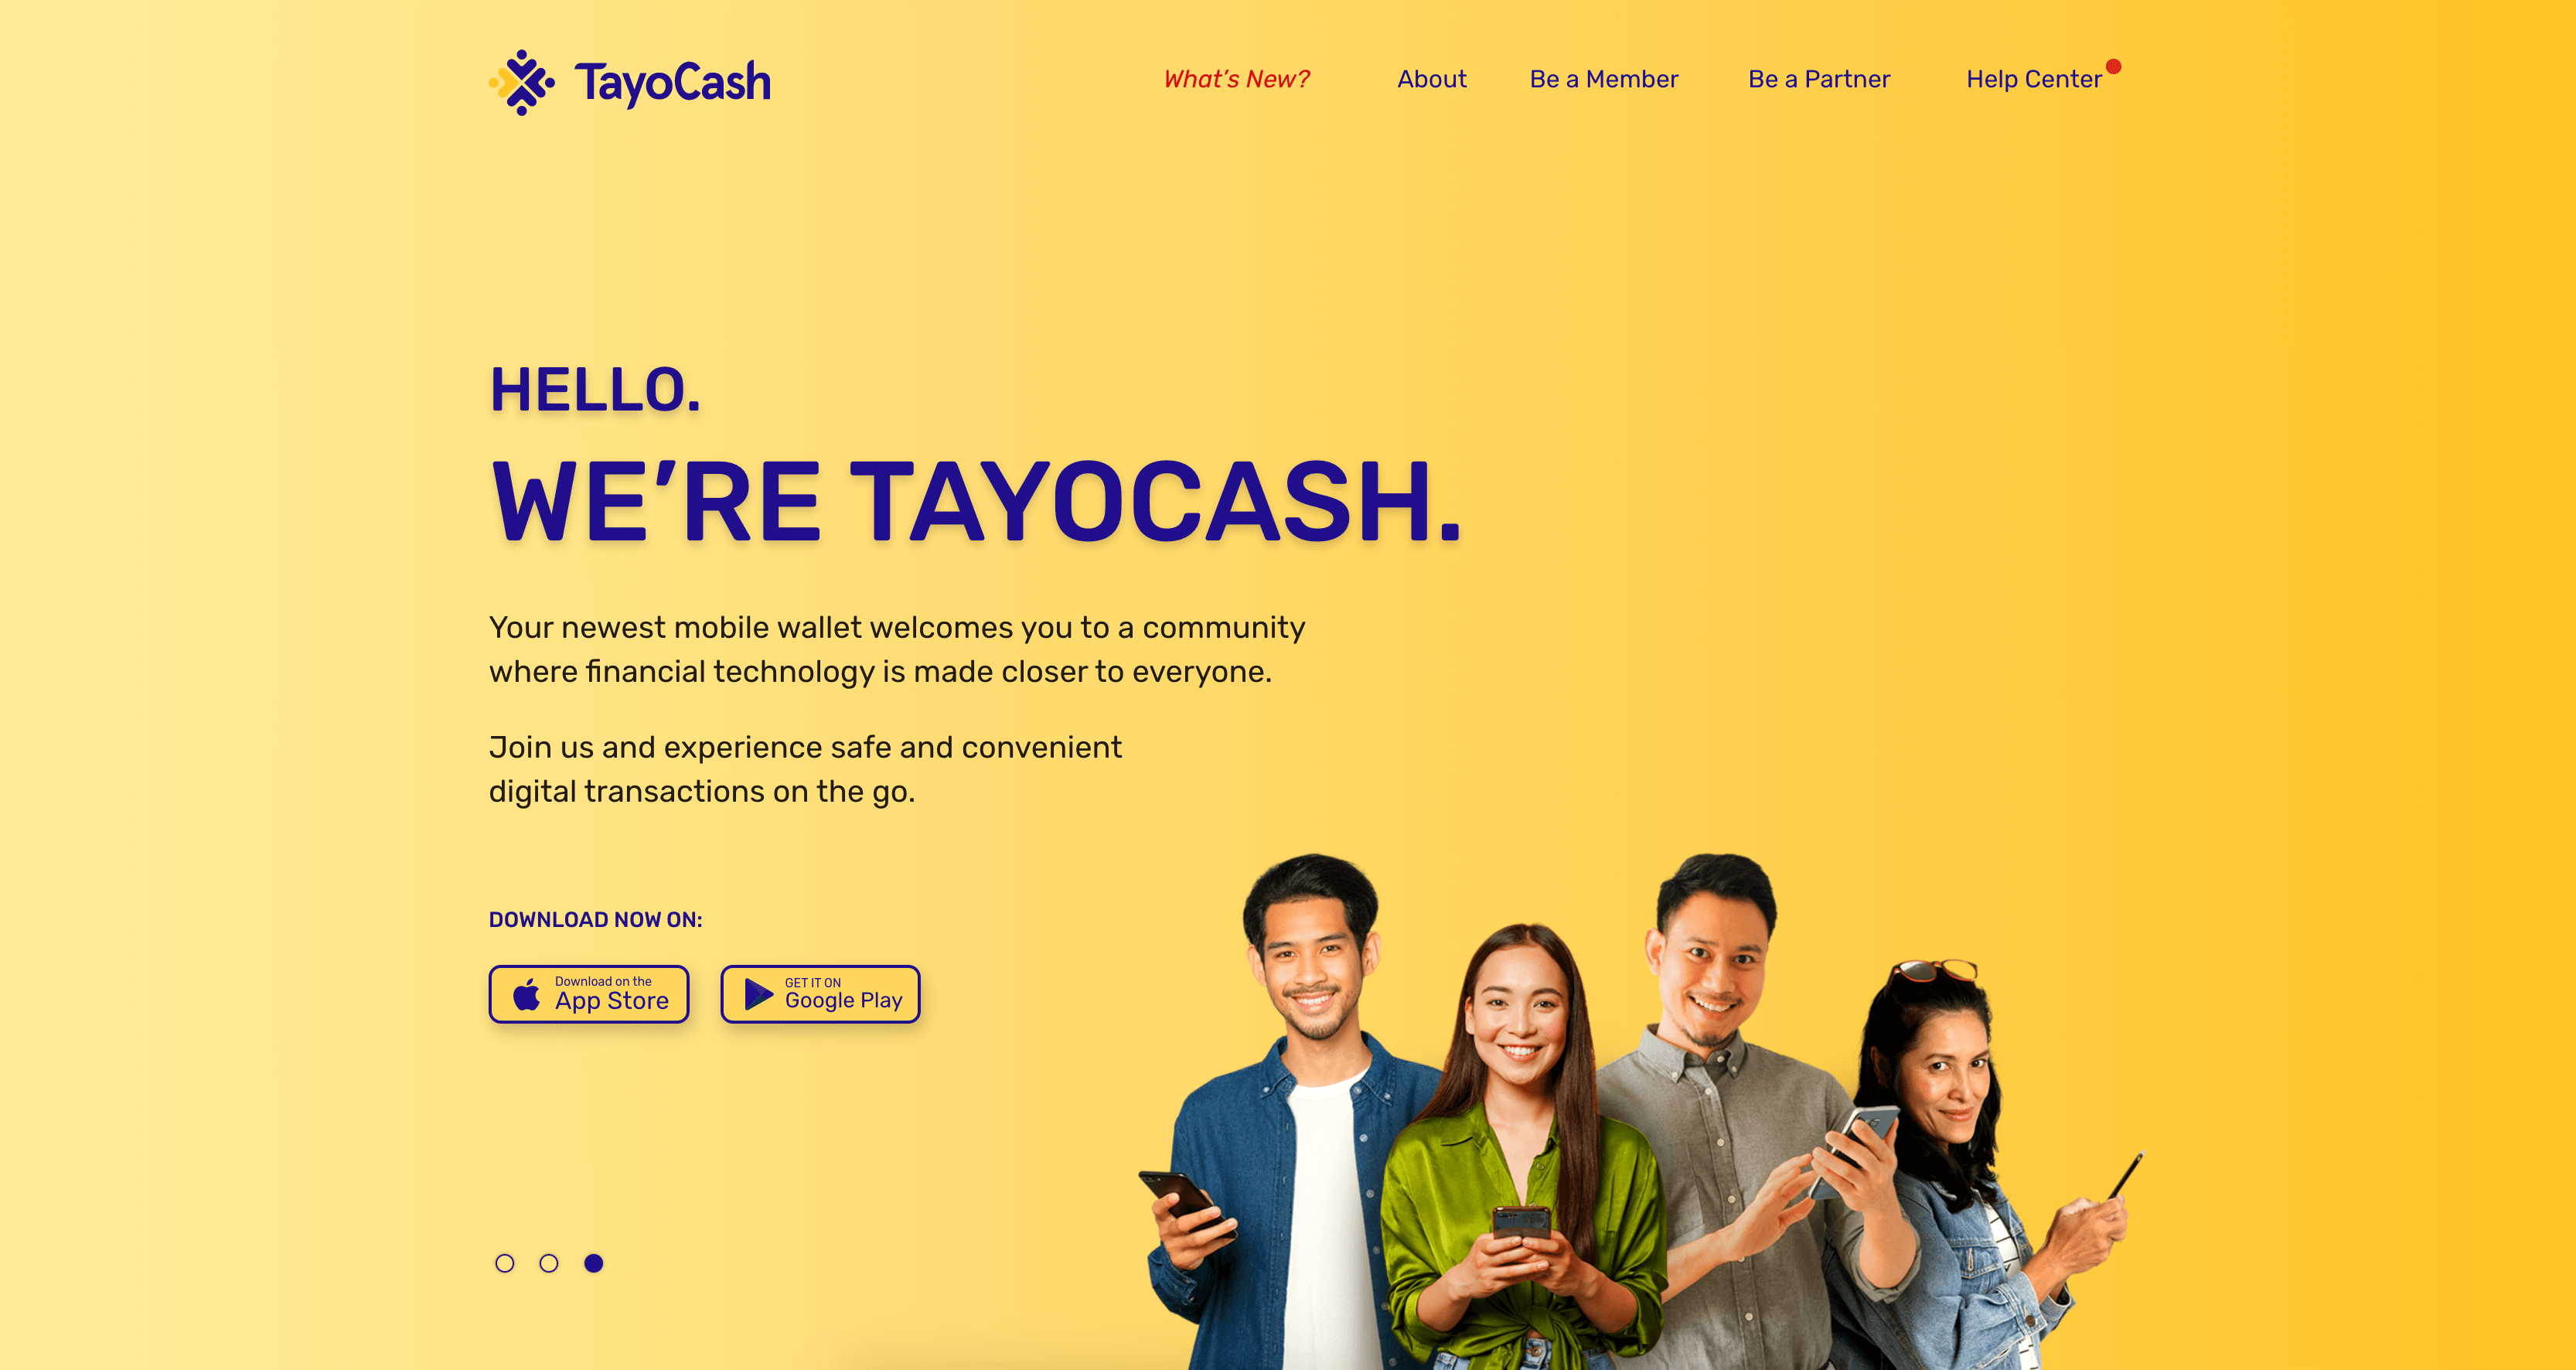 TayoCash
What's New?
About
Be a Member
Be a Partner
Help Center
HELLO.
WE'RE TAYOCASH.
Your newest mobile wallet welcomes you to a community
where financial technology is made closer to everyone.
Join us and experience safe and convenient
digital transactions on the go.
DOWNLOAD NOW ON:
Download on the
App Store
GET IT ON
Google Play